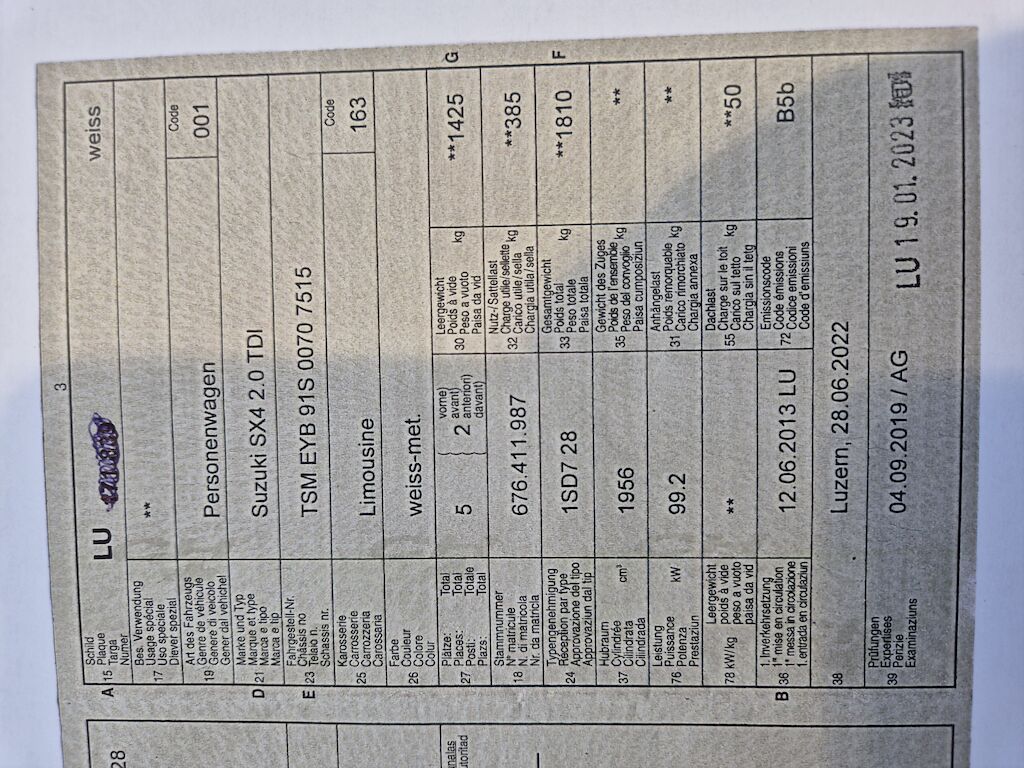 3
A 15 Schild
Plaque
Targa
Numer
LU
weiss
17 Bes. Verwendung
Usage spécial
Uso speciale
Diever spezial
**
19 Art des Fahrzeugs
Genre de véhicule
Genere di veicolo
Gener dal vehichel
Personenwagen
Code
001
D 21 Marke und Typ
Marque et type
Marca e tipo
Marca e tip
Suzuki SX4 2.0 TDI
E 23 Fahrgestell-Nr.
Châssis no
Telaio n.
Schassis nr.
TSM EYB 91S 0070 7515
25 Karosserie
Carrosserie
Carrozzeria
Carossaria
Limousine
Code
163
26 Farbe
Couleur
Colore
Colur
weiss-met.
27 Plätze: Total
Places: Total
Posti: Totale
Plazs: Total
5
2
vorne)
avant)
anteriori)
davant)
30 Leergewicht
Poids à vide
Peso a vuoto kg
Paisa da vid
**1425
G
18 Stammnummer
N° matricule
N. di matricola
Nr. da matricla
676.411.987
32 Nutz-/Sattellast
Charge utile/sellette kg
Carico utile/sella
Chargia utila/sella
**385
24 Typengenehmigung
Réception par type
Approvazione del tipo
Approvaziun dal tip
1SD7 28
33 Gesamtgewicht
Poids total
Peso totale kg
Paisa totala
**1810
F
37 Hubraum
Cylindrée
Cilindrata cm³
Cilindrada
1956
35 Gewicht des Zuges
Poids de l'ensemble
Peso del convoglio kg
Paisa cumposiziun
**
76 Leistung
Puissance
Potenza kW
Prestaziun
99.2
31 Anhängelast
Poids remorquable
Carico rimorchiato kg
Chargia annexa
**
78 kW/kg Leergewicht
poids à vide
peso a vuoto
paisa da vid
**
55 Dachlast
Charge sur le toit
Carico sul tetto kg
Chargia sin il tetg
**50
B 36 1. Inverkehrsetzung
1re mise en circulation
1a messa in circolazione
1. entrada en circulaziun
12.06.2013 LU
72 Emissionscode
Code émissions
Codice emissioni
Code d'emissiuns
B5b
38
Luzern, 28.06.2022
39 Prüfungen
Expertises
Perizie
Examinaziuns
04.09.2019 / AG
LU 19.01.2023
28